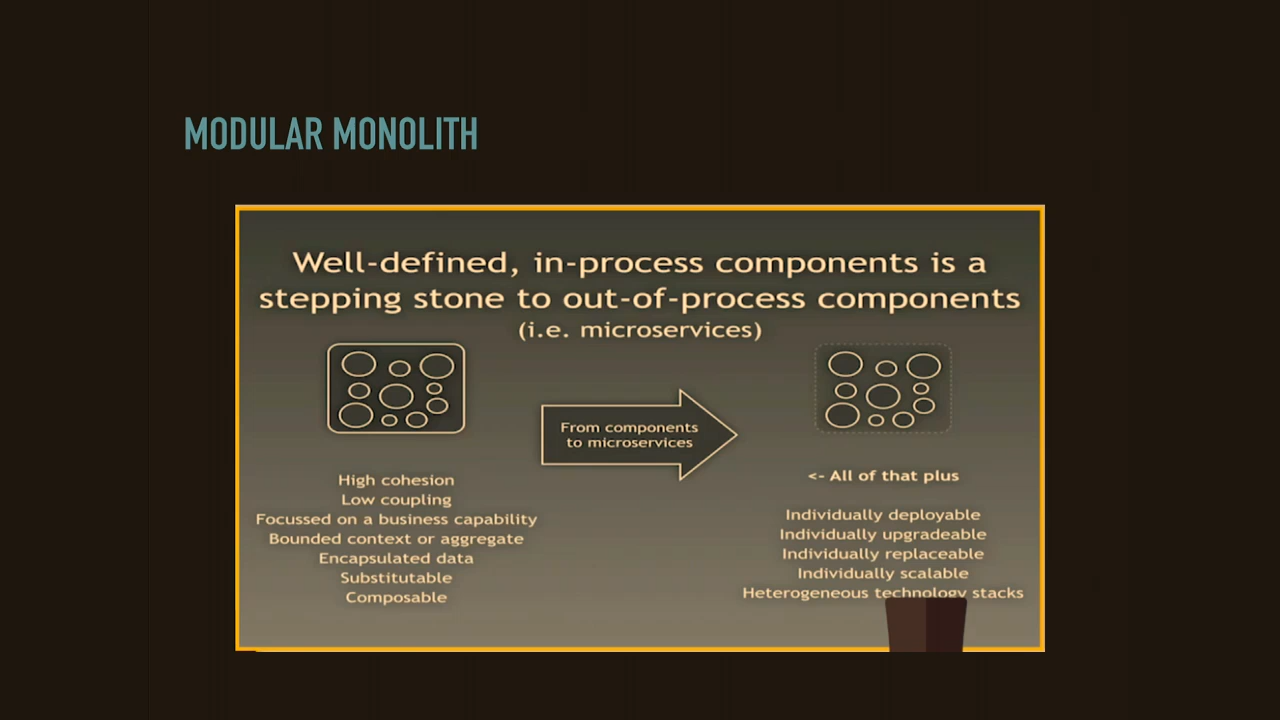 MODULAR MONOLITH
Well-defined, in-process components is a
stepping stone to out-of-process components
(i.e. microservices)
From components
to microservices
High cohesion
Low coupling
Focussed on a business capability
Bounded context or aggregate
Encapsulated data
Substitutable
Composable
<- All of that plus
Individually deployable
Individually upgradeable
Individually replaceable
Individually scalable
Heterogeneous technology stacks